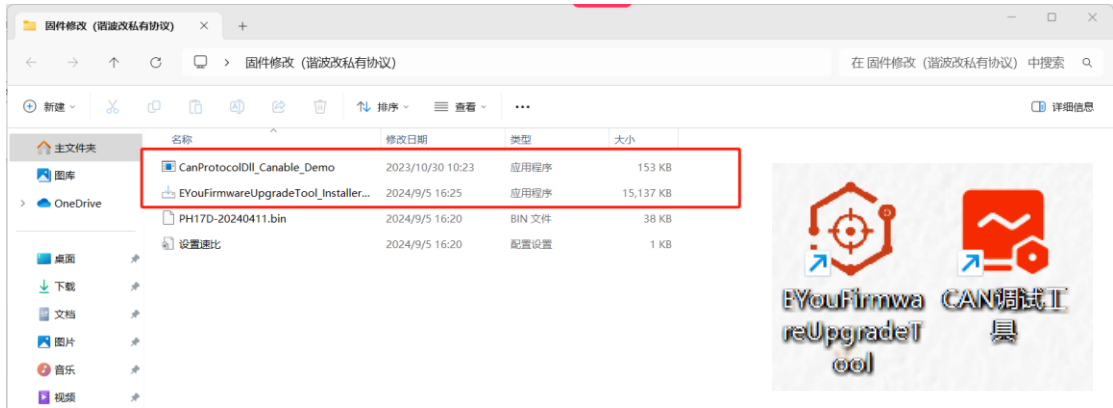 固件修改（谐波改私有协议）
固件修改（谐波改私有协议）
在 固件修改（谐波改私有协议） 中搜索
新建
排序
查看
详细信息
名称 修改日期 类型 大小
主文件夹
图库
OneDrive
桌面
下载
文档
图片
音乐
视频
CanProtocolDll_Canable_Demo 2023/10/30 10:23 应用程序 153 KB
EYouFirmwareUpgradeTool_Installer... 2024/9/5 16:25 应用程序 15,137 KB
PH17D-20240411.bin 2024/9/5 16:20 BIN 文件 38 KB
设置速比 2024/9/5 16:20 配置设置 1 KB
EYouFirmwa
reUpgradeT
ool
CAN调试工
具